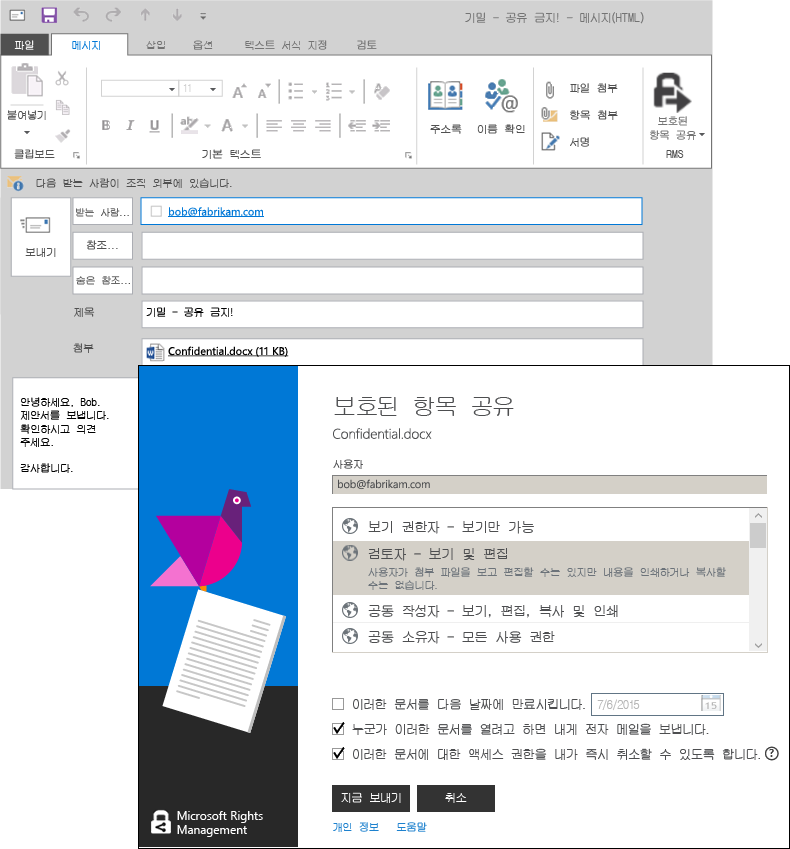 기밀 - 공유 금지! - 메시지(HTML)
파일 메시지 삽입 옵션 텍스트 서식 지정 검토
붙여넣기
클립보드
11
B I U
기본 텍스트
주소록
이름 확인
파일 첨부
항목 첨부
서명
보호된
항목 공유
RMS
다음 받는 사람이 조직 외부에 있습니다.
보내기
받는 사람... bob@fabrikam.com
참조...
숨은 참조...
제목 기밀 - 공유 금지!
첨부 Confidential.docx (11 KB)
안녕하세요, Bob.
제안서를 보냅니다.
확인하시고 의견
주세요.
감사합니다.
보호된 항목 공유
Confidential.docx
사용자
bob@fabrikam.com
보기 권한자 - 보기만 가능
검토자 - 보기 및 편집
사용자가 첨부 파일을 보고 편집할 수는 있지만 내용을 인쇄하거나 복사할
수는 없습니다.
공동 작성자 - 보기, 편집, 복사 및 인쇄
공동 소유자 - 모든 사용 권한
이러한 문서를 다음 날짜에 만료시킵니다. 7/6/2015 15
누군가 이러한 문서를 열려고 하면 내게 전자 메일을 보냅니다.
이러한 문서에 대한 액세스 권한을 내가 즉시 취소할 수 있도록 합니다. ?
지금 보내기 취소
개인 정보 도움말
Microsoft Rights
Management